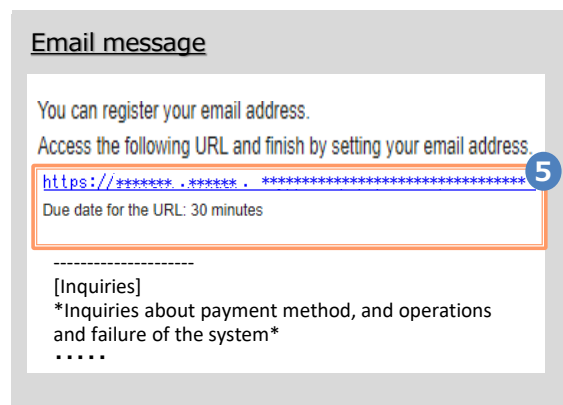 Email message
You can register your email address.
Access the following URL and finish by setting your email address.
5
https://*******.******. *********************************
Due date for the URL: 30 minutes
---------------------
[Inquiries]
*Inquiries about payment method, and operations
and failure of the system*
・・・・・